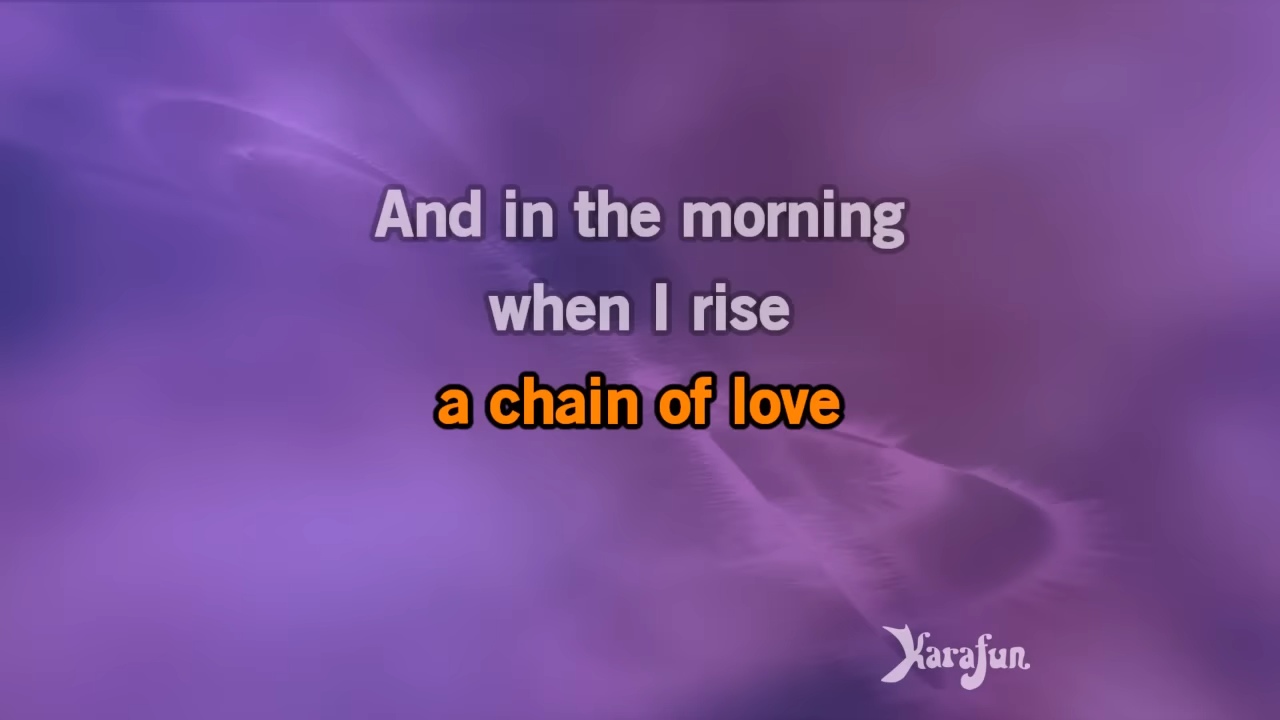 And in the morning
when I rise
a chain of love
Karafun